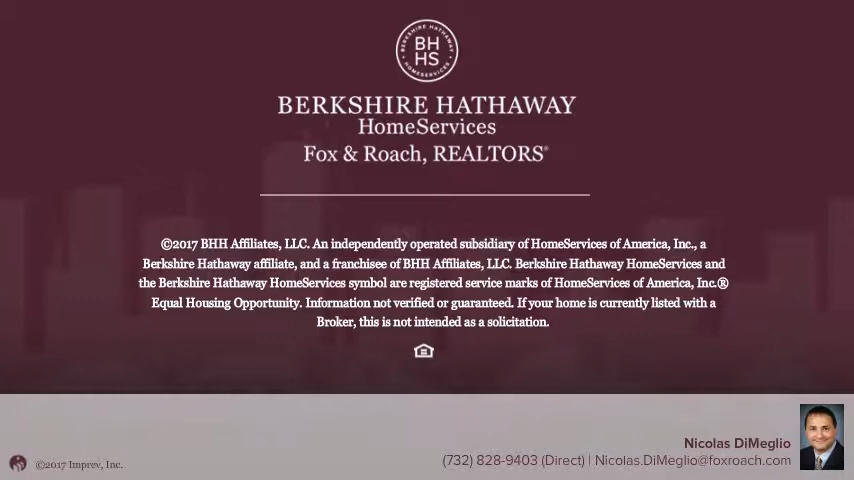 BERKSHIRE HATHAWAY
HOMESERVICES
BH
HS
BERKSHIRE HATHAWAY
HomeServices
Fox & Roach, REALTORS®
©2017 BHH Affiliates, LLC. An independently operated subsidiary of HomeServices of America, Inc., a
Berkshire Hathaway affiliate, and a franchisee of BHH Affiliates, LLC. Berkshire Hathaway HomeServices and
the Berkshire Hathaway HomeServices symbol are registered service marks of HomeServices of America, Inc.®
Equal Housing Opportunity. Information not verified or guaranteed. If your home is currently listed with a
Broker, this is not intended as a solicitation.
Nicolas DiMeglio
(732) 828-9403 (Direct) | Nicolas.DiMeglio@foxroach.com
©2017 Imprev, Inc.